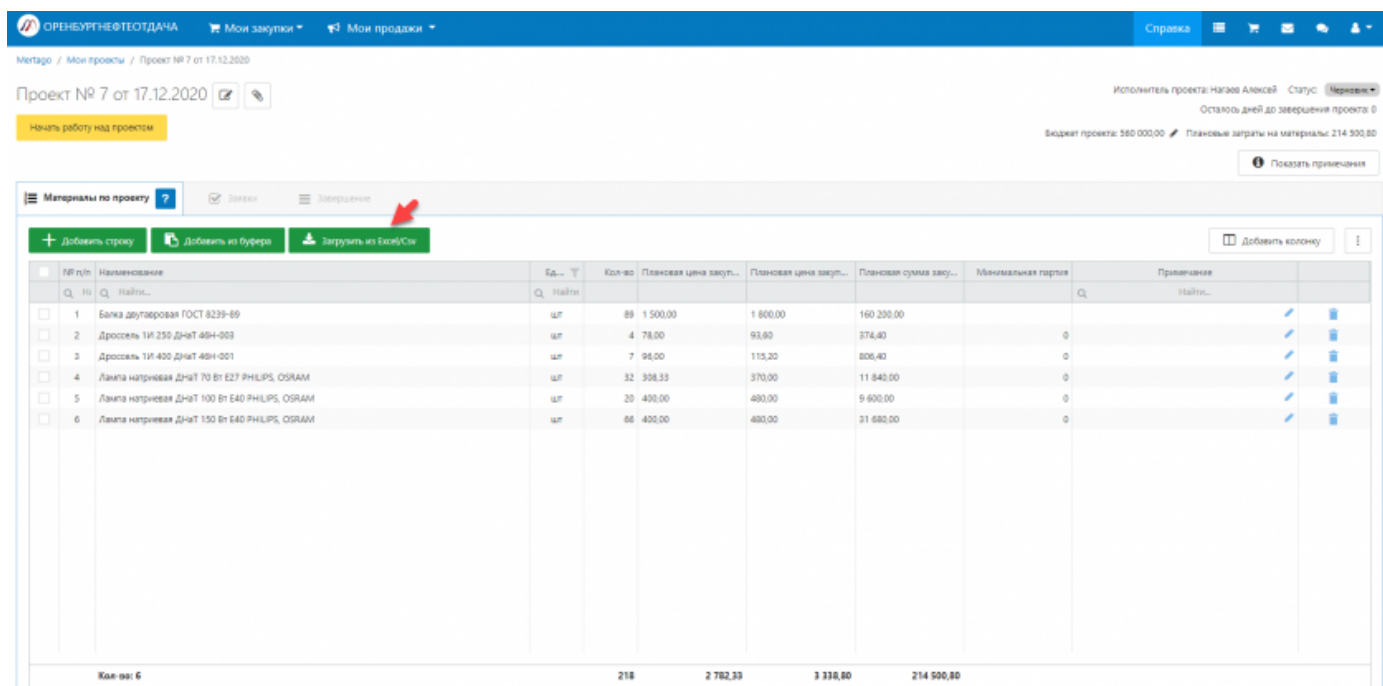 ОРЕНБУРГНЕФТЕОТДАЧА Мои закупки Мои продажи Справка
Mertago / Мои проекты / Проект № 7 от 17.12.2020
Проект № 7 от 17.12.2020
Исполнитель проекта: Нагаев Алексей Статус: Черновик
Осталось дней до завершения проекта: 0
Начать работу над проектом
Бюджет проекта: 560 000,00 Плановые затраты на материалы: 214 500,80
Показать примечания
Материалы по проекту ? Заявки Завершение
Добавить строку Добавить из буфера Загрузить из Excel/Csv Добавить колонку
№ п/п Наименование Ед... Кол-во Плановая цена закуп... Плановая цена закуп... Плановая сумма заку... Минимальная партия Примечание
На Найти... Найти Найти...
1 Балка двутавровая ГОСТ 8239-89 шт 89 1 500,00 1 800,00 160 200,00
2 Дроссель 1И 250 ДНаТ 46Н-003 шт 4 78,00 93,60 374,40 0
3 Дроссель 1И 400 ДНаТ 46Н-001 шт 7 96,00 115,20 806,40 0
4 Лампа натриевая ДНаТ 70 Вт Е27 PHILIPS, OSRAM шт 32 308,33 370,00 11 840,00 0
5 Лампа натриевая ДНаТ 100 Вт Е40 PHILIPS, OSRAM шт 20 400,00 480,00 9 600,00 0
6 Лампа натриевая ДНаТ 150 Вт Е40 PHILIPS, OSRAM шт 66 400,00 480,00 31 680,00 0
Кол-во: 6 218 2 782,33 3 338,80 214 500,80